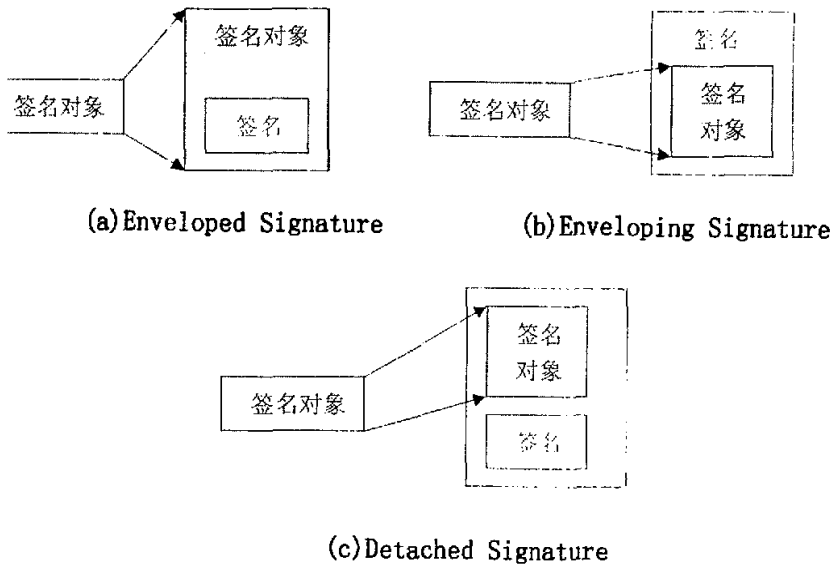 签名对象
签名对象
签名
(a)Enveloped Signature
签名对象
签名
签名
对象
(b)Enveloping Signature
签名对象
签名
对象
签名
(c)Detached Signature